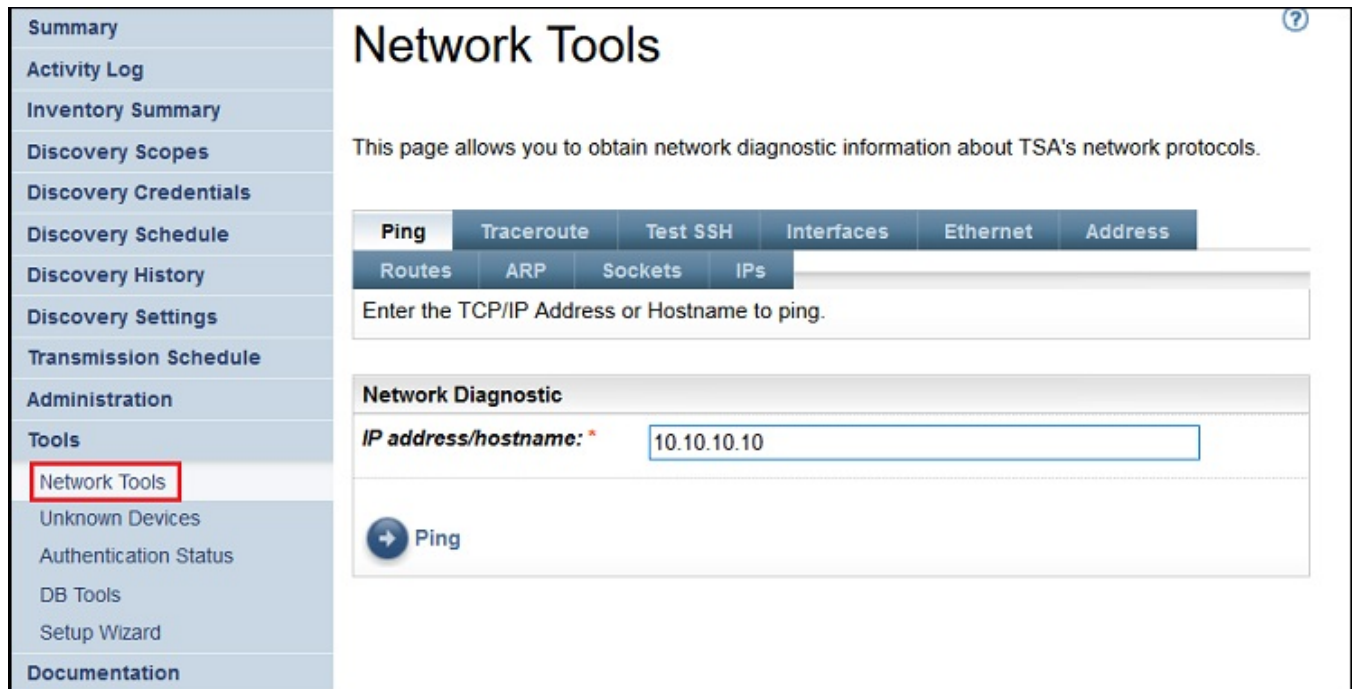 Summary
Activity Log
Inventory Summary
Discovery Scopes
Discovery Credentials
Discovery Schedule
Discovery History
Discovery Settings
Transmission Schedule
Administration
Tools
Network Tools
Unknown Devices
Authentication Status
DB Tools
Setup Wizard
Documentation
?
Network Tools
This page allows you to obtain network diagnostic information about TSA's network protocols.
Ping Traceroute Test SSH Interfaces Ethernet Address
Routes ARP Sockets IPs
Enter the TCP/IP Address or Hostname to ping.
Network Diagnostic
IP address/hostname: * 10.10.10.10
Ping